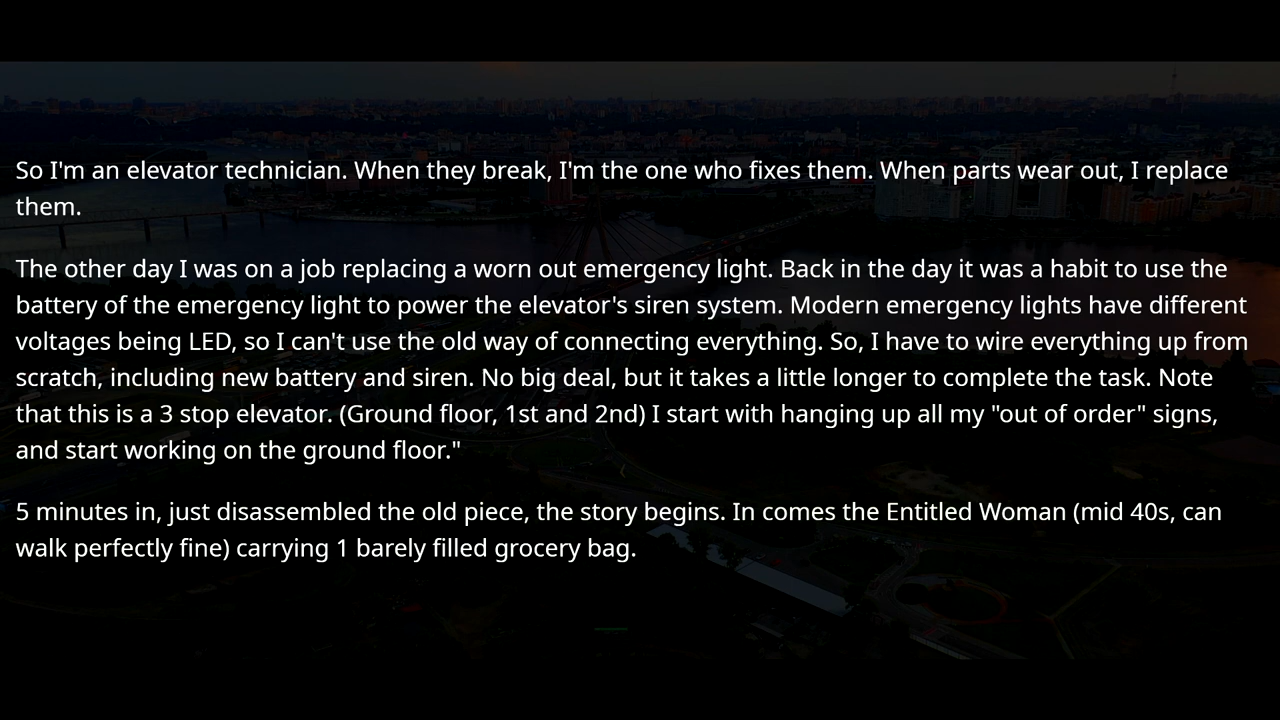 So I'm an elevator technician. When they break, I'm the one who fixes them. When parts wear out, I replace
them.
The other day I was on a job replacing a worn out emergency light. Back in the day it was a habit to use the
battery of the emergency light to power the elevator's siren system. Modern emergency lights have different
voltages being LED, so I can't use the old way of connecting everything. So, I have to wire everything up from
scratch, including new battery and siren. No big deal, but it takes a little longer to complete the task. Note
that this is a 3 stop elevator. (Ground floor, 1st and 2nd) I start with hanging up all my "out of order" signs,
and start working on the ground floor."
5 minutes in, just disassembled the old piece, the story begins. In comes the Entitled Woman (mid 40s, can
walk perfectly fine) carrying 1 barely filled grocery bag.